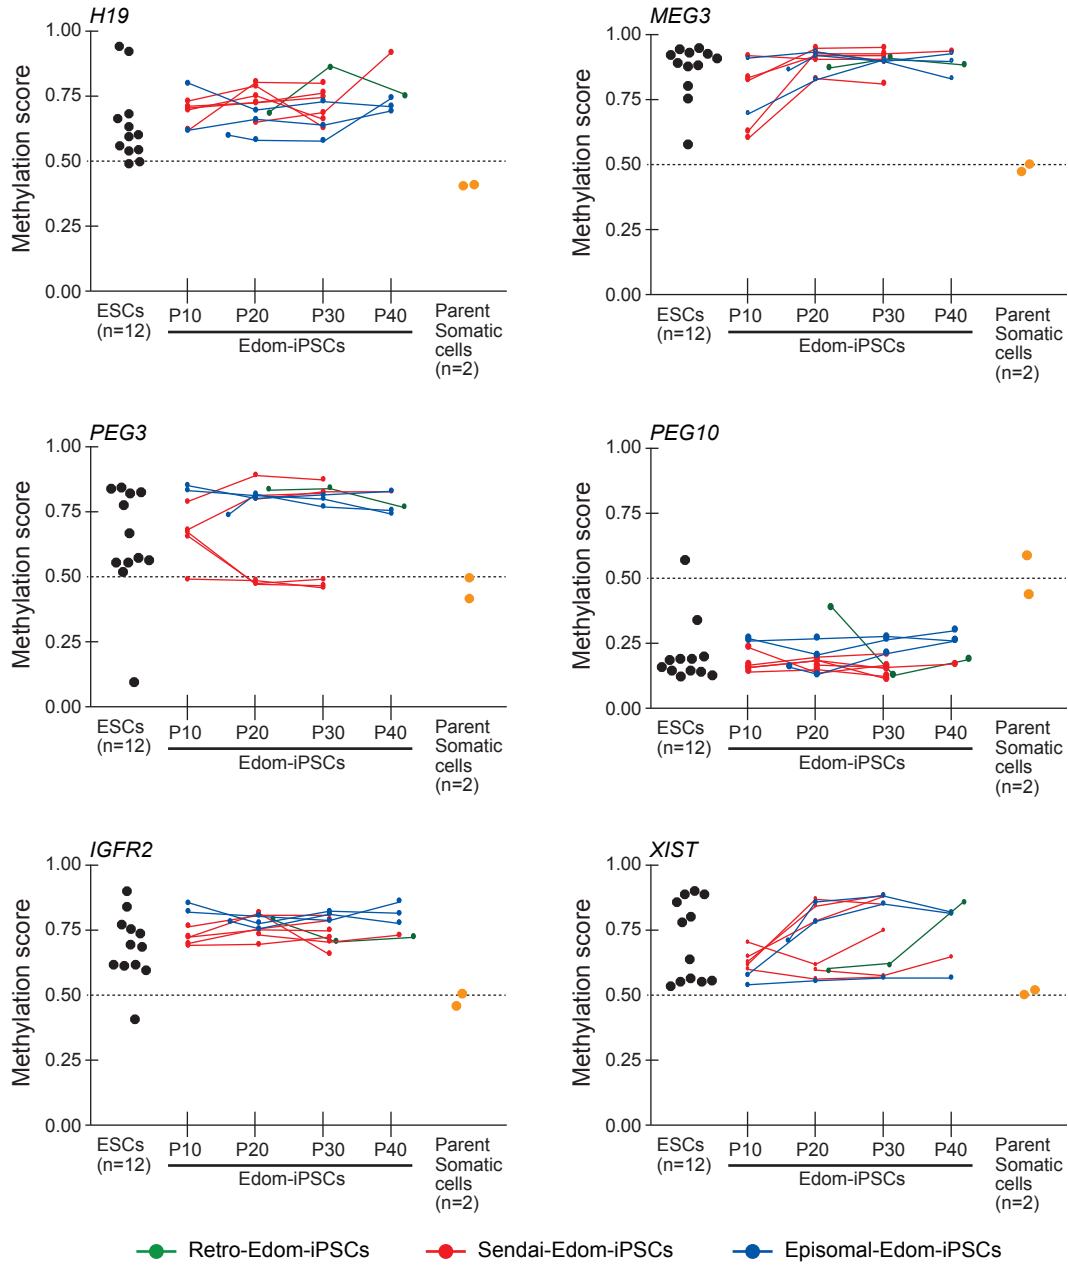 H19
1.00
0.75
0.50
0.25
0.00
Methylation score
ESCs
(n=12)
P10 P20 P30 P40
Edom-iPSCs
Parent
Somatic
cells
(n=2)
MEG3
1.00
0.75
0.50
0.25
0.00
Methylation score
ESCs
(n=12)
P10 P20 P30 P40
Edom-iPSCs
Parent
Somatic
cells
(n=2)
PEG3
1.00
0.75
0.50
0.25
0.00
Methylation score
ESCs
(n=12)
P10 P20 P30 P40
Edom-iPSCs
Parent
Somatic
cells
(n=2)
PEG10
1.00
0.75
0.50
0.25
0.00
Methylation score
ESCs
(n=12)
P10 P20 P30 P40
Edom-iPSCs
Parent
Somatic
cells
(n=2)
IGFR2
1.00
0.75
0.50
0.25
0.00
Methylation score
ESCs
(n=12)
P10 P20 P30 P40
Edom-iPSCs
Parent
Somatic
cells
(n=2)
XIST
1.00
0.75
0.50
0.25
0.00
Methylation score
ESCs
(n=12)
P10 P20 P30 P40
Edom-iPSCs
Parent
Somatic
cells
(n=2)
Retro-Edom-iPSCs Sendai-Edom-iPSCs Episomal-Edom-iPSCs